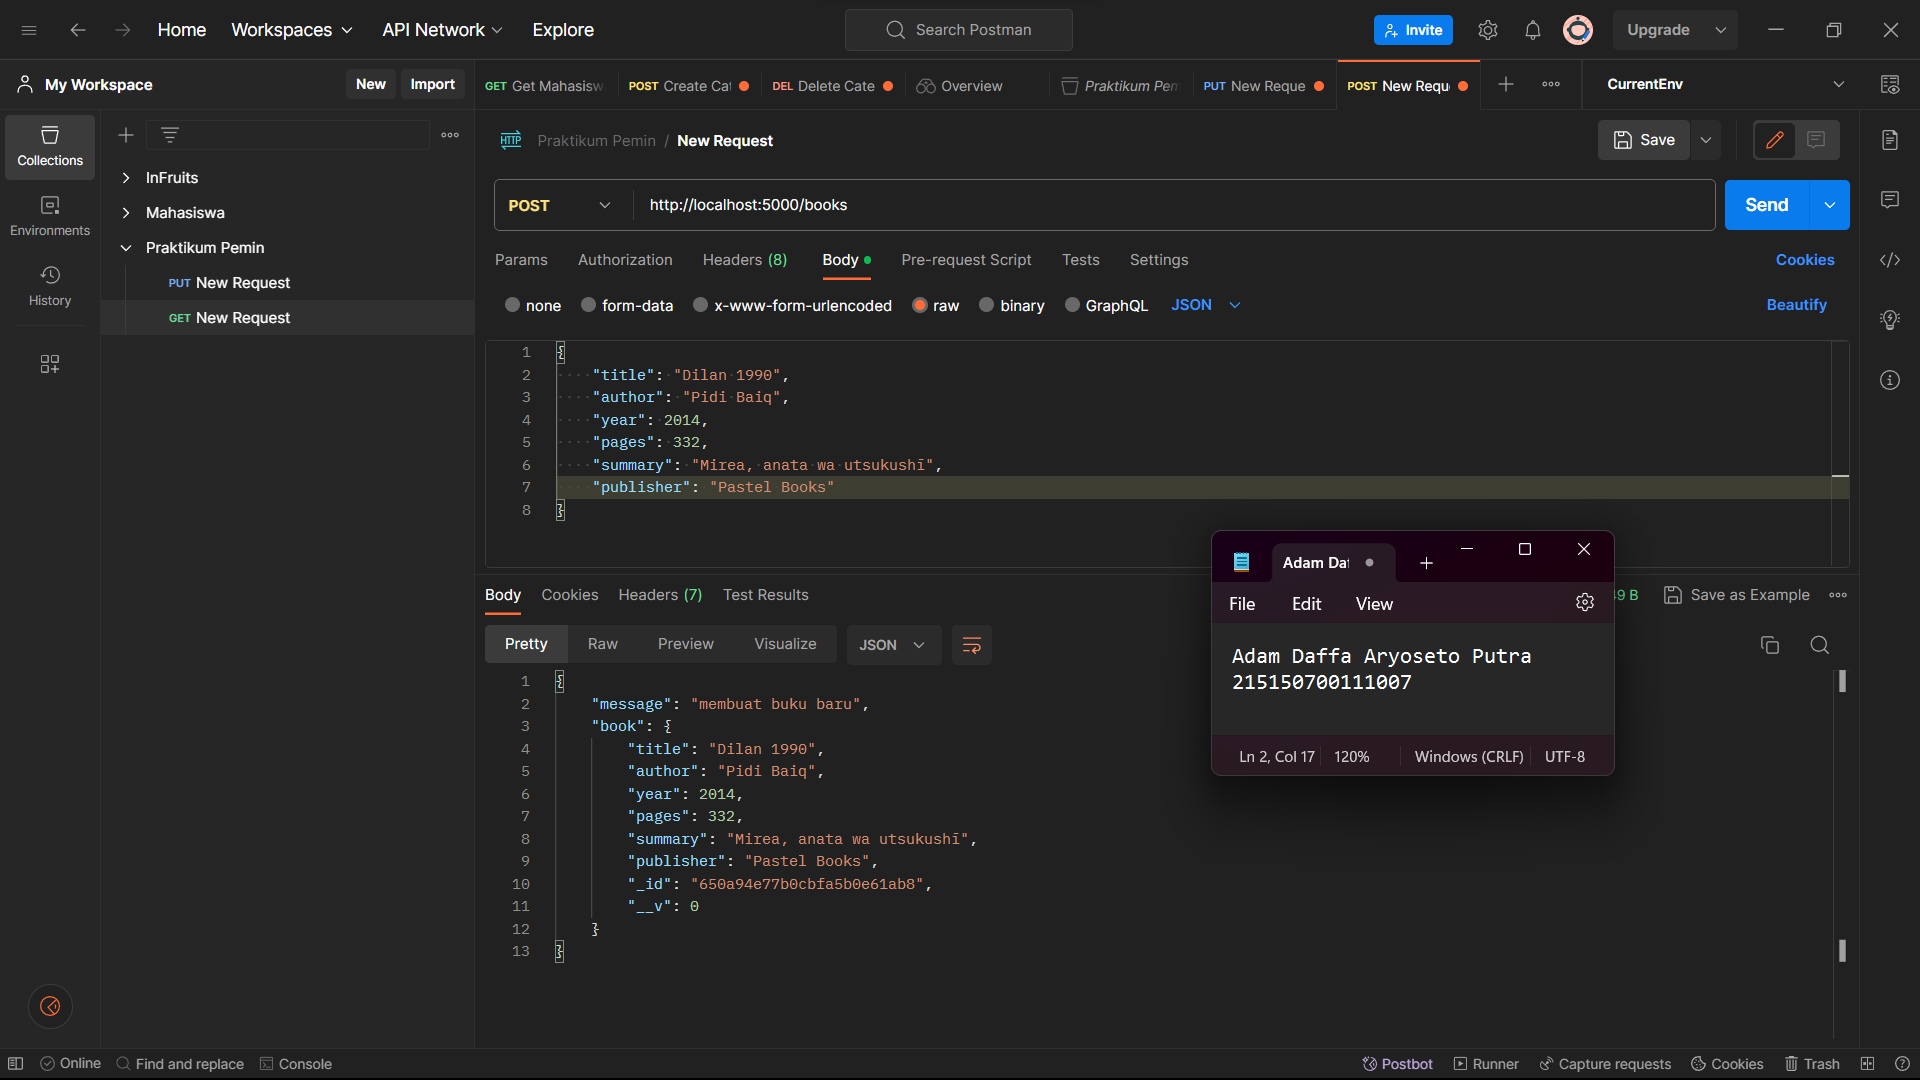 Home Workspaces API Network Explore Search Postman Invite Upgrade
My Workspace New Import GET Get Mahasisw POST Create Cat DEL Delete Cate Overview Praktikum Pem PUT New Reque POST New Requ CurrentEnv
Collections
Environments
History
InFruits
Mahasiswa
Praktikum Pemin
PUT New Request
GET New Request
HTTP Praktikum Pemin / New Request Save
POST http://localhost:5000/books Send
Params Authorization Headers (8) Body Pre-request Script Tests Settings Cookies
none form-data x-www-form-urlencoded raw binary GraphQL JSON Beautify
1 {
2 "title": "Dilan 1990",
3 "author": "Pidi Baiq",
4 "year": 2014,
5 "pages": 332,
6 "summary": "Mirea, anata wa utsukushī",
7 "publisher": "Pastel Books"
8 }
Body Cookies Headers (7) Test Results 49 B Save as Example
Pretty Raw Preview Visualize JSON
1 {
2 "message": "membuat buku baru",
3 "book": {
4 "title": "Dilan 1990",
5 "author": "Pidi Baiq",
6 "year": 2014,
7 "pages": 332,
8 "summary": "Mirea, anata wa utsukushī",
9 "publisher": "Pastel Books",
10 "_id": "650a94e77b0cbfa5b0e61ab8",
11 "__v": 0
12 }
13 }
Adam Da
File Edit View
Adam Daffa Aryoseto Putra
215150700111007
Ln 2, Col 17 120% Windows (CRLF) UTF-8
Online Find and replace Console Postbot Runner Capture requests Cookies Trash